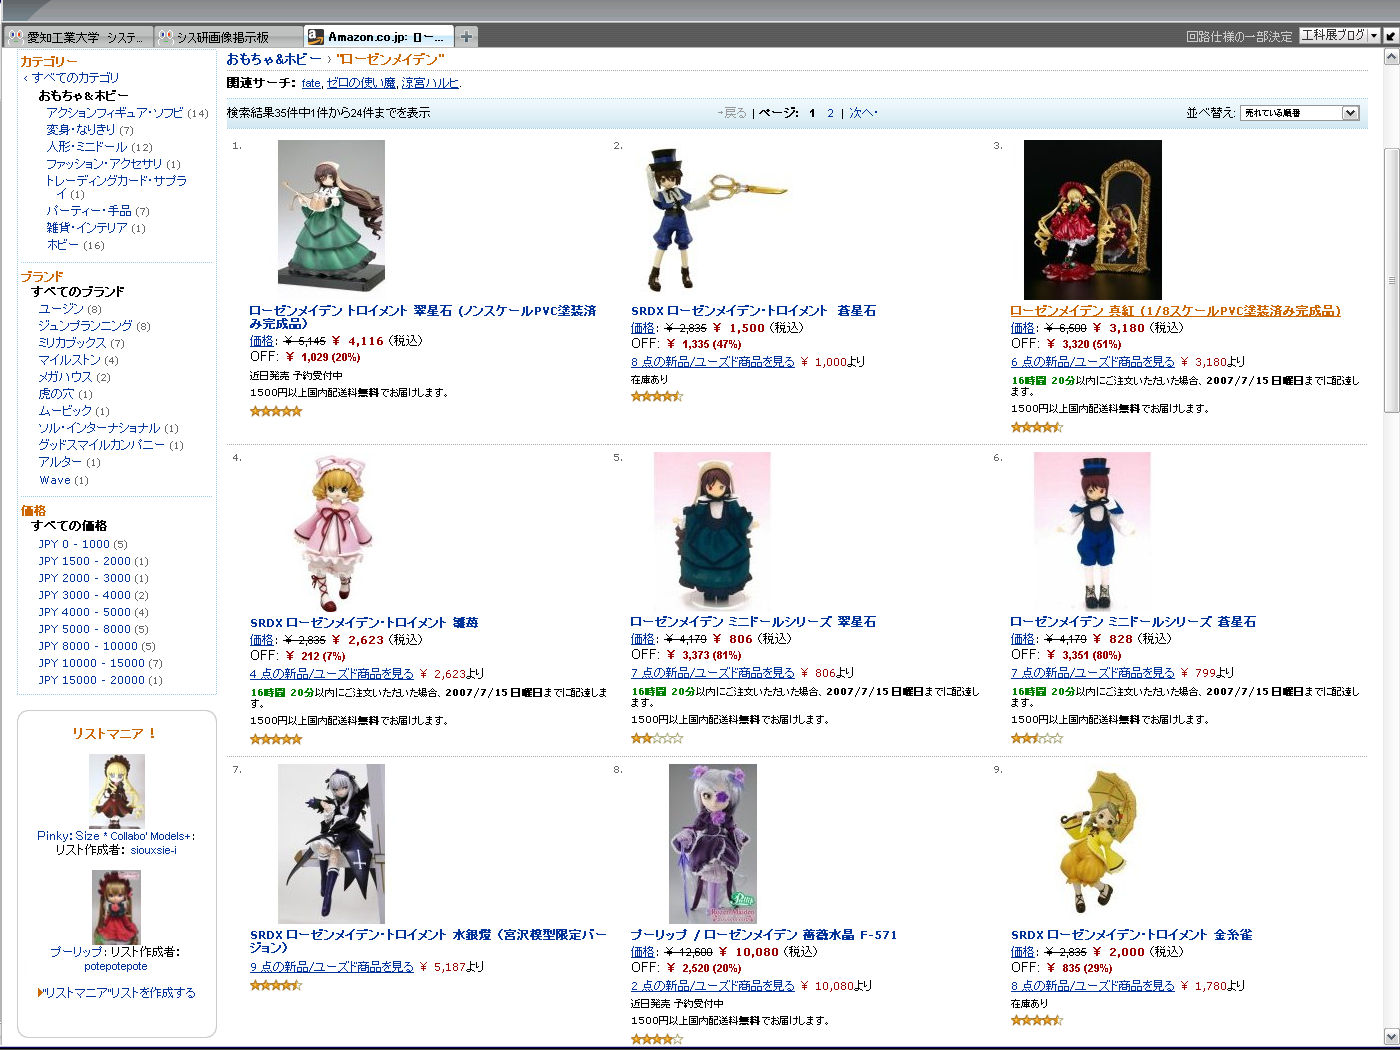 愛知工業大学 システ...
シス研画像掲示板
Amazon.co.jp: ロー...
回路仕様の一部決定
工科展ブログ
カテゴリー
‹ すべてのカテゴリ
おもちゃ&ホビー
アクションフィギュア・ソフビ (14)
変身・なりきり (7)
人形・ミニドール (12)
ファッション・アクセサリ (1)
トレーディングカード・サプラ
イ (1)
パーティー・手品 (7)
雑貨・インテリア (1)
ホビー (16)
ブランド
すべてのブランド
ユージン (8)
ジュンプランニング (8)
ミリカブックス (7)
マイルストン (4)
メガハウス (2)
虎の穴 (1)
ムービック (1)
ソル・インターナショナル (1)
グッドスマイルカンパニー (1)
アルター (1)
Wave (1)
価格
すべての価格
JPY 0 - 1000 (5)
JPY 1500 - 2000 (1)
JPY 2000 - 3000 (1)
JPY 3000 - 4000 (2)
JPY 4000 - 5000 (4)
JPY 5000 - 8000 (5)
JPY 8000 - 10000 (5)
JPY 10000 - 15000 (7)
JPY 15000 - 20000 (1)
リストマニア！
Pinky: Size * Collabo' Models+:
リスト作成者: siouxsie-i
プーリップ: リスト作成者:
potepotepote
"リストマニア"リストを作成する
おもちゃ&ホビー › "ローゼンメイデン"
関連サーチ: fate, ゼロの使い魔, 涼宮ハルヒ.
検索結果35件中1件から24件までを表示
戻る | ページ: 1 2 | 次へ
並べ替え: 売れている順番
1.
ローゼンメイデン トロイメント 翠星石 (ノンスケールPVC塗装済
み完成品)
価格: ￥ 5,145 ￥ 4,116 (税込)
OFF: ￥ 1,029 (20%)
近日発売 予約受付中
1500円以上国内配送料無料でお届けします。
2.
SRDX ローゼンメイデン・トロイメント 蒼星石
価格: ￥ 2,835 ￥ 1,500 (税込)
OFF: ￥ 1,335 (47%)
8 点の新品/ユーズド商品を見る ￥ 1,000より
在庫あり
3.
ローゼンメイデン 真紅 (1/8スケールPVC塗装済み完成品)
価格: ￥ 6,500 ￥ 3,180 (税込)
OFF: ￥ 3,320 (51%)
6 点の新品/ユーズド商品を見る ￥ 3,180より
16時間 20分以内にご注文いただいた場合、2007/7/15 日曜日までに配達し
ます。
1500円以上国内配送料無料でお届けします。
4.
SRDX ローゼンメイデン・トロイメント 雛苺
価格: ￥ 2,835 ￥ 2,623 (税込)
OFF: ￥ 212 (7%)
4 点の新品/ユーズド商品を見る ￥ 2,623より
16時間 20分以内にご注文いただいた場合、2007/7/15 日曜日までに配達しま
す。
1500円以上国内配送料無料でお届けします。
5.
ローゼンメイデン ミニドールシリーズ 翠星石
価格: ￥ 4,179 ￥ 806 (税込)
OFF: ￥ 3,373 (81%)
7 点の新品/ユーズド商品を見る ￥ 806より
16時間 20分以内にご注文いただいた場合、2007/7/15 日曜日までに配達し
ます。
1500円以上国内配送料無料でお届けします。
6.
ローゼンメイデン ミニドールシリーズ 蒼星石
価格: ￥ 4,179 ￥ 828 (税込)
OFF: ￥ 3,351 (80%)
7 点の新品/ユーズド商品を見る ￥ 799より
16時間 20分以内にご注文いただいた場合、2007/7/15 日曜日までに配達し
ます。
1500円以上国内配送料無料でお届けします。
7.
SRDX ローゼンメイデン・トロイメント 水銀燈 (宮沢模型限定バー
ジョン)
9 点の新品/ユーズド商品を見る ￥ 5,187より
8.
Rozen Maiden
プーリップ / ローゼンメイデン 薔薇水晶 F-571
価格: ￥ 12,600 ￥ 10,080 (税込)
OFF: ￥ 2,520 (20%)
2 点の新品/ユーズド商品を見る ￥ 10,080より
近日発売 予約受付中
1500円以上国内配送料無料でお届けします。
9.
SRDX ローゼンメイデン・トロイメント 金糸雀
価格: ￥ 2,835 ￥ 2,000 (税込)
OFF: ￥ 835 (29%)
8 点の新品/ユーズド商品を見る ￥ 1,780より
在庫あり